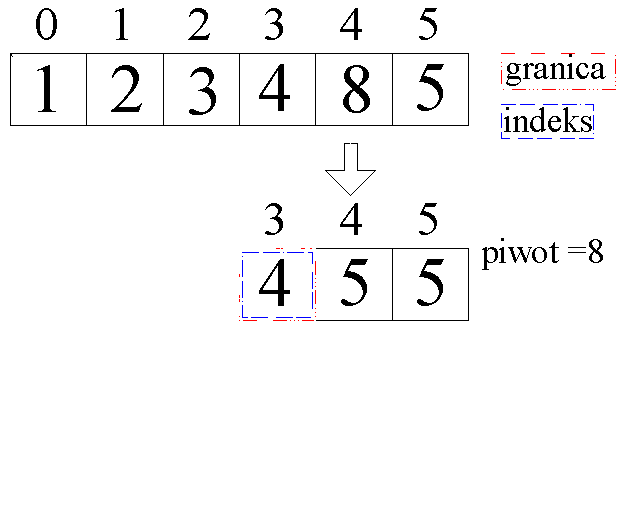 0 1 2 3 4 5
1 2 3 4 8 5
granica
indeks
3 4 5
4 5 5
piwot =8